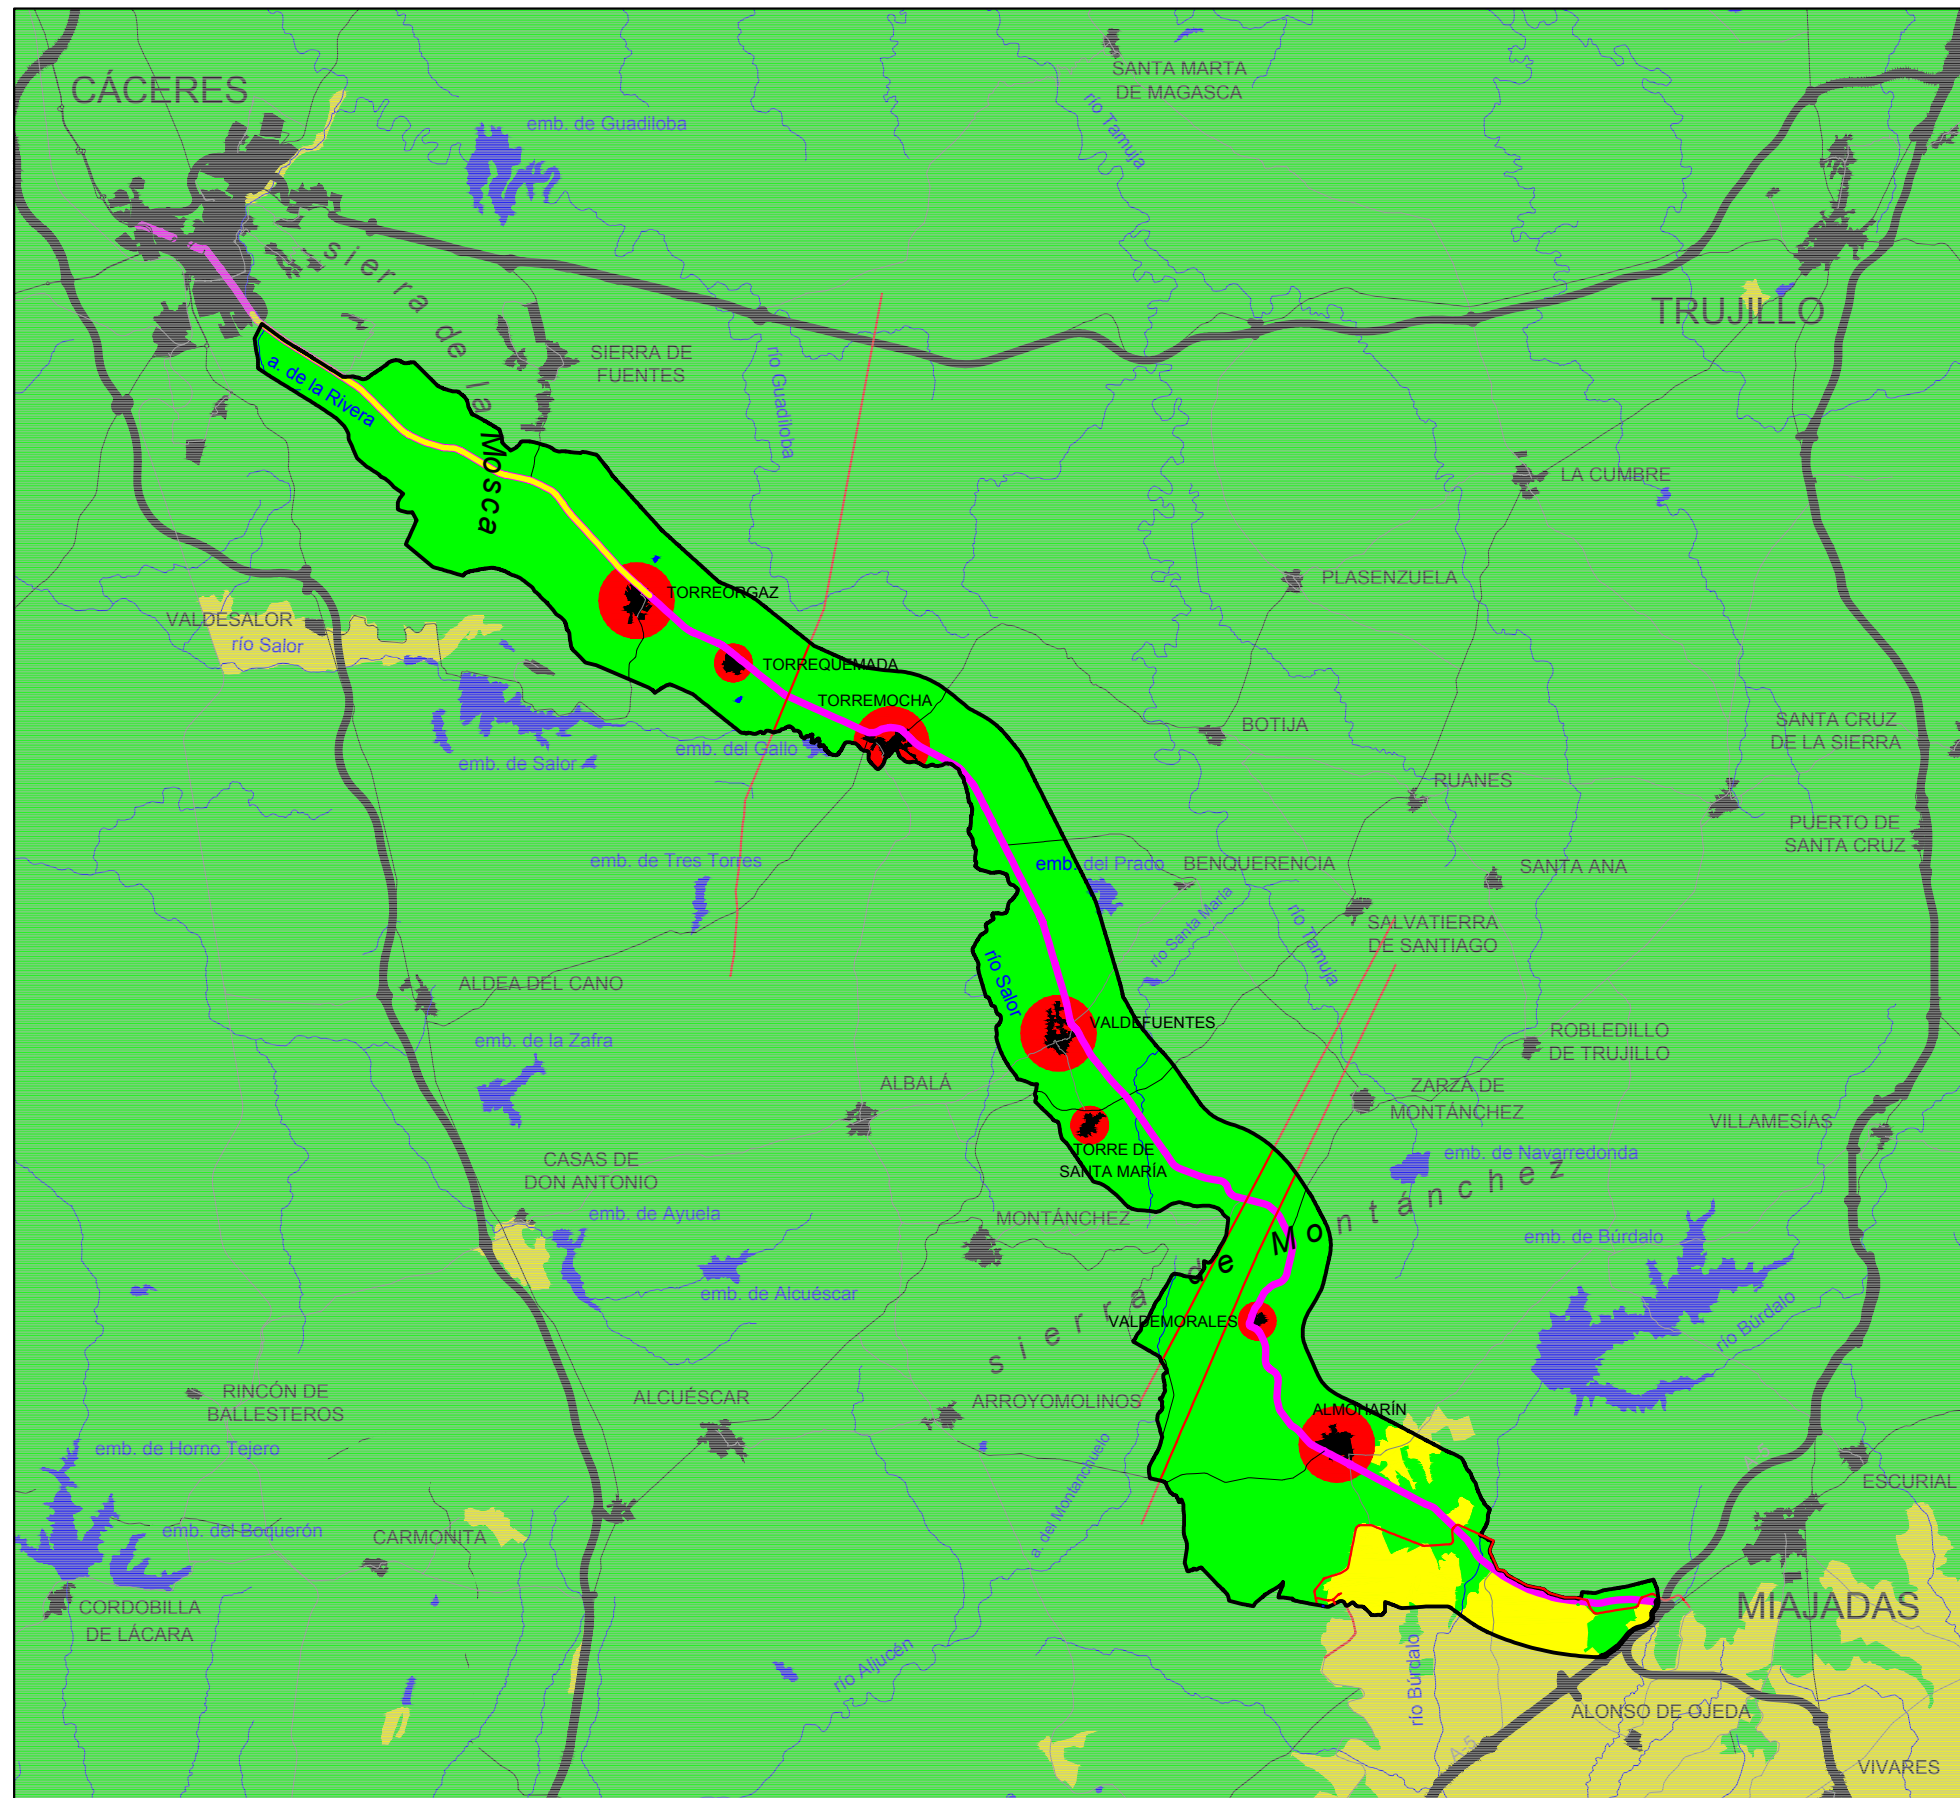 SANTA MARTA
DE MAGASCA
CÁCERES
emb. de Guadiloba
río Tamuja
sierra de la Mosca
TRUJILLO
SIERRA DE
FUENTES
río Guadiloba
a. de la Rivera
LA CUMBRE
PLASENZUELA
TORREORGAZ
VALDESALOR
río Salor
TORREQUEMADA
TORREMOCHA
BOTIJA
SANTA CRUZ
DE LA SIERRA
emb. del Gallo
emb. de Salor
RUANES
PUERTO DE
SANTA CRUZ
emb. de Tres Torres
emb. del Prado
BENQUERENCIA
SANTA ANA
río Santa María
río Tamuja
SALVATIERRA
DE SANTIAGO
río Salor
ALDEA DEL CANO
VALDEFUENTES
ROBLEDILLO
DE TRUJILLO
emb. de la Zafra
ALBALÁ
ZARZA DE
MONTÁNCHEZ
VILLAMESÍAS
TORRE DE
SANTA MARÍA
emb. de Navarredonda
CASAS DE
DON ANTONIO
sierra de Montánchez
emb. de Ayuela
MONTÁNCHEZ
emb. de Búrdalo
emb. de Alcuéscar
VALDEMORALES
río Búrdalo
RINCÓN DE
BALLESTEROS
ALCUÉSCAR
ARROYOMOLINOS
ALMOHARÍN
emb. de Horno Tejero
a. del Montanchuelo
ESCURIAL
emb. del Boquerón
CARMONITA
CORDOBILLA
DE LÁCARA
MIAJADAS
río Aljucén
río Búrdalo
ALONSO DE OJEDA
A-5
VIVARES